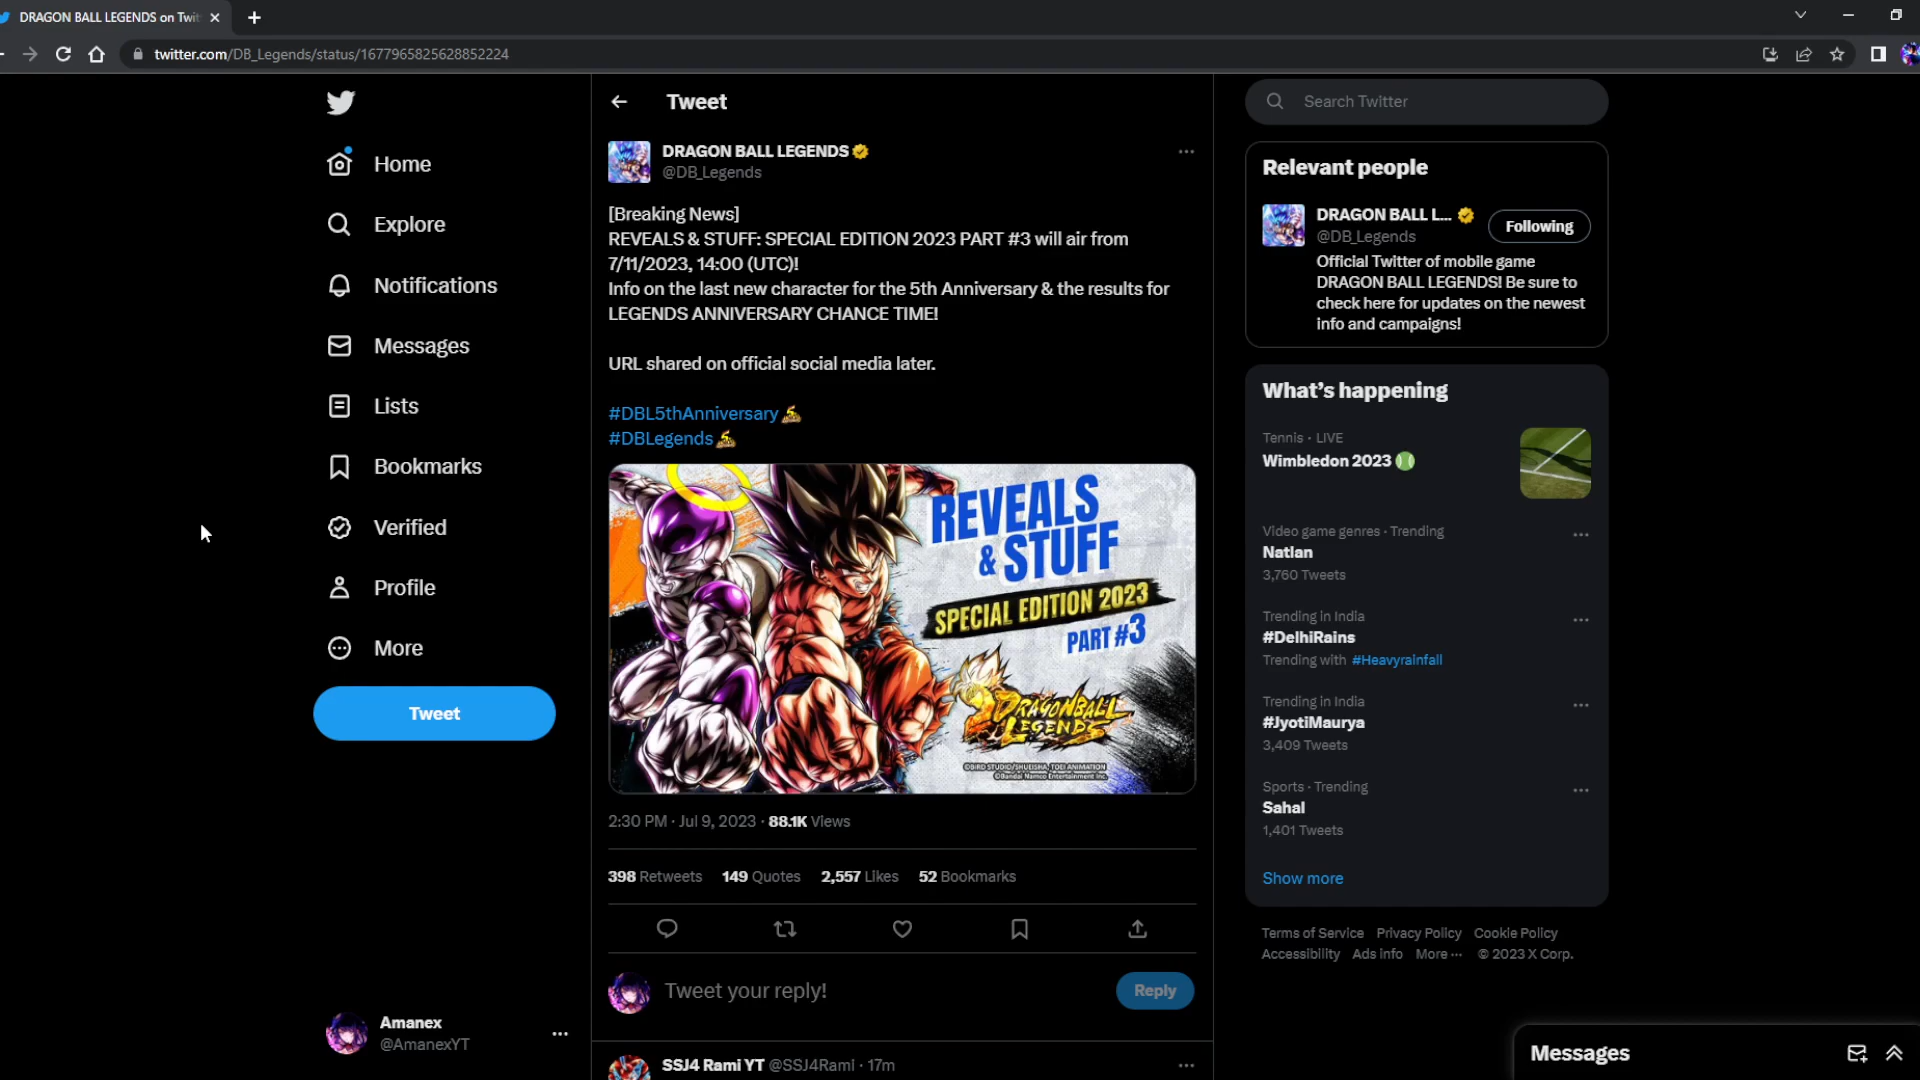 DRAGON BALL LEGENDS on Twit
twitter.com/DB_Legends/status/1677965825628852224
Home
Explore
Notifications
Messages
Lists
Bookmarks
Verified
Profile
More
Tweet
Amanex
@AmanexYT
Tweet
DRAGON BALL LEGENDS
@DB_Legends
[Breaking News]
REVEALS & STUFF: SPECIAL EDITION 2023 PART #3 will air from
7/11/2023, 14:00 (UTC)!
Info on the last new character for the 5th Anniversary & the results for
LEGENDS ANNIVERSARY CHANCE TIME!
URL shared on official social media later.
#DBL5thAnniversary
#DBLegends
REVEALS
& STUFF
SPECIAL EDITION 2023
PART #3
DRAGONBALL
LEGENDS
©BIRD STUDIO/SHUEISHA, TOEI ANIMATION
©Bandai Namco Entertainment Inc.
2:30 PM · Jul 9, 2023 · 88.1K Views
398 Retweets 149 Quotes 2,557 Likes 52 Bookmarks
Tweet your reply!
Reply
SSJ4 Rami YT @SSJ4Rami · 17m
Search Twitter
Relevant people
DRAGON BALL L...
@DB_Legends
Following
Official Twitter of mobile game
DRAGON BALL LEGENDS! Be sure to
check here for updates on the newest
info and campaigns!
What's happening
Tennis · LIVE
Wimbledon 2023
Video game genres · Trending
Natlan
3,760 Tweets
Trending in India
#DelhiRains
Trending with #Heavyrainfall
Trending in India
#JyotiMaurya
3,409 Tweets
Sports · Trending
Sahal
1,401 Tweets
Show more
Terms of Service Privacy Policy Cookie Policy
Accessibility Ads info More ··· © 2023 X Corp.
Messages